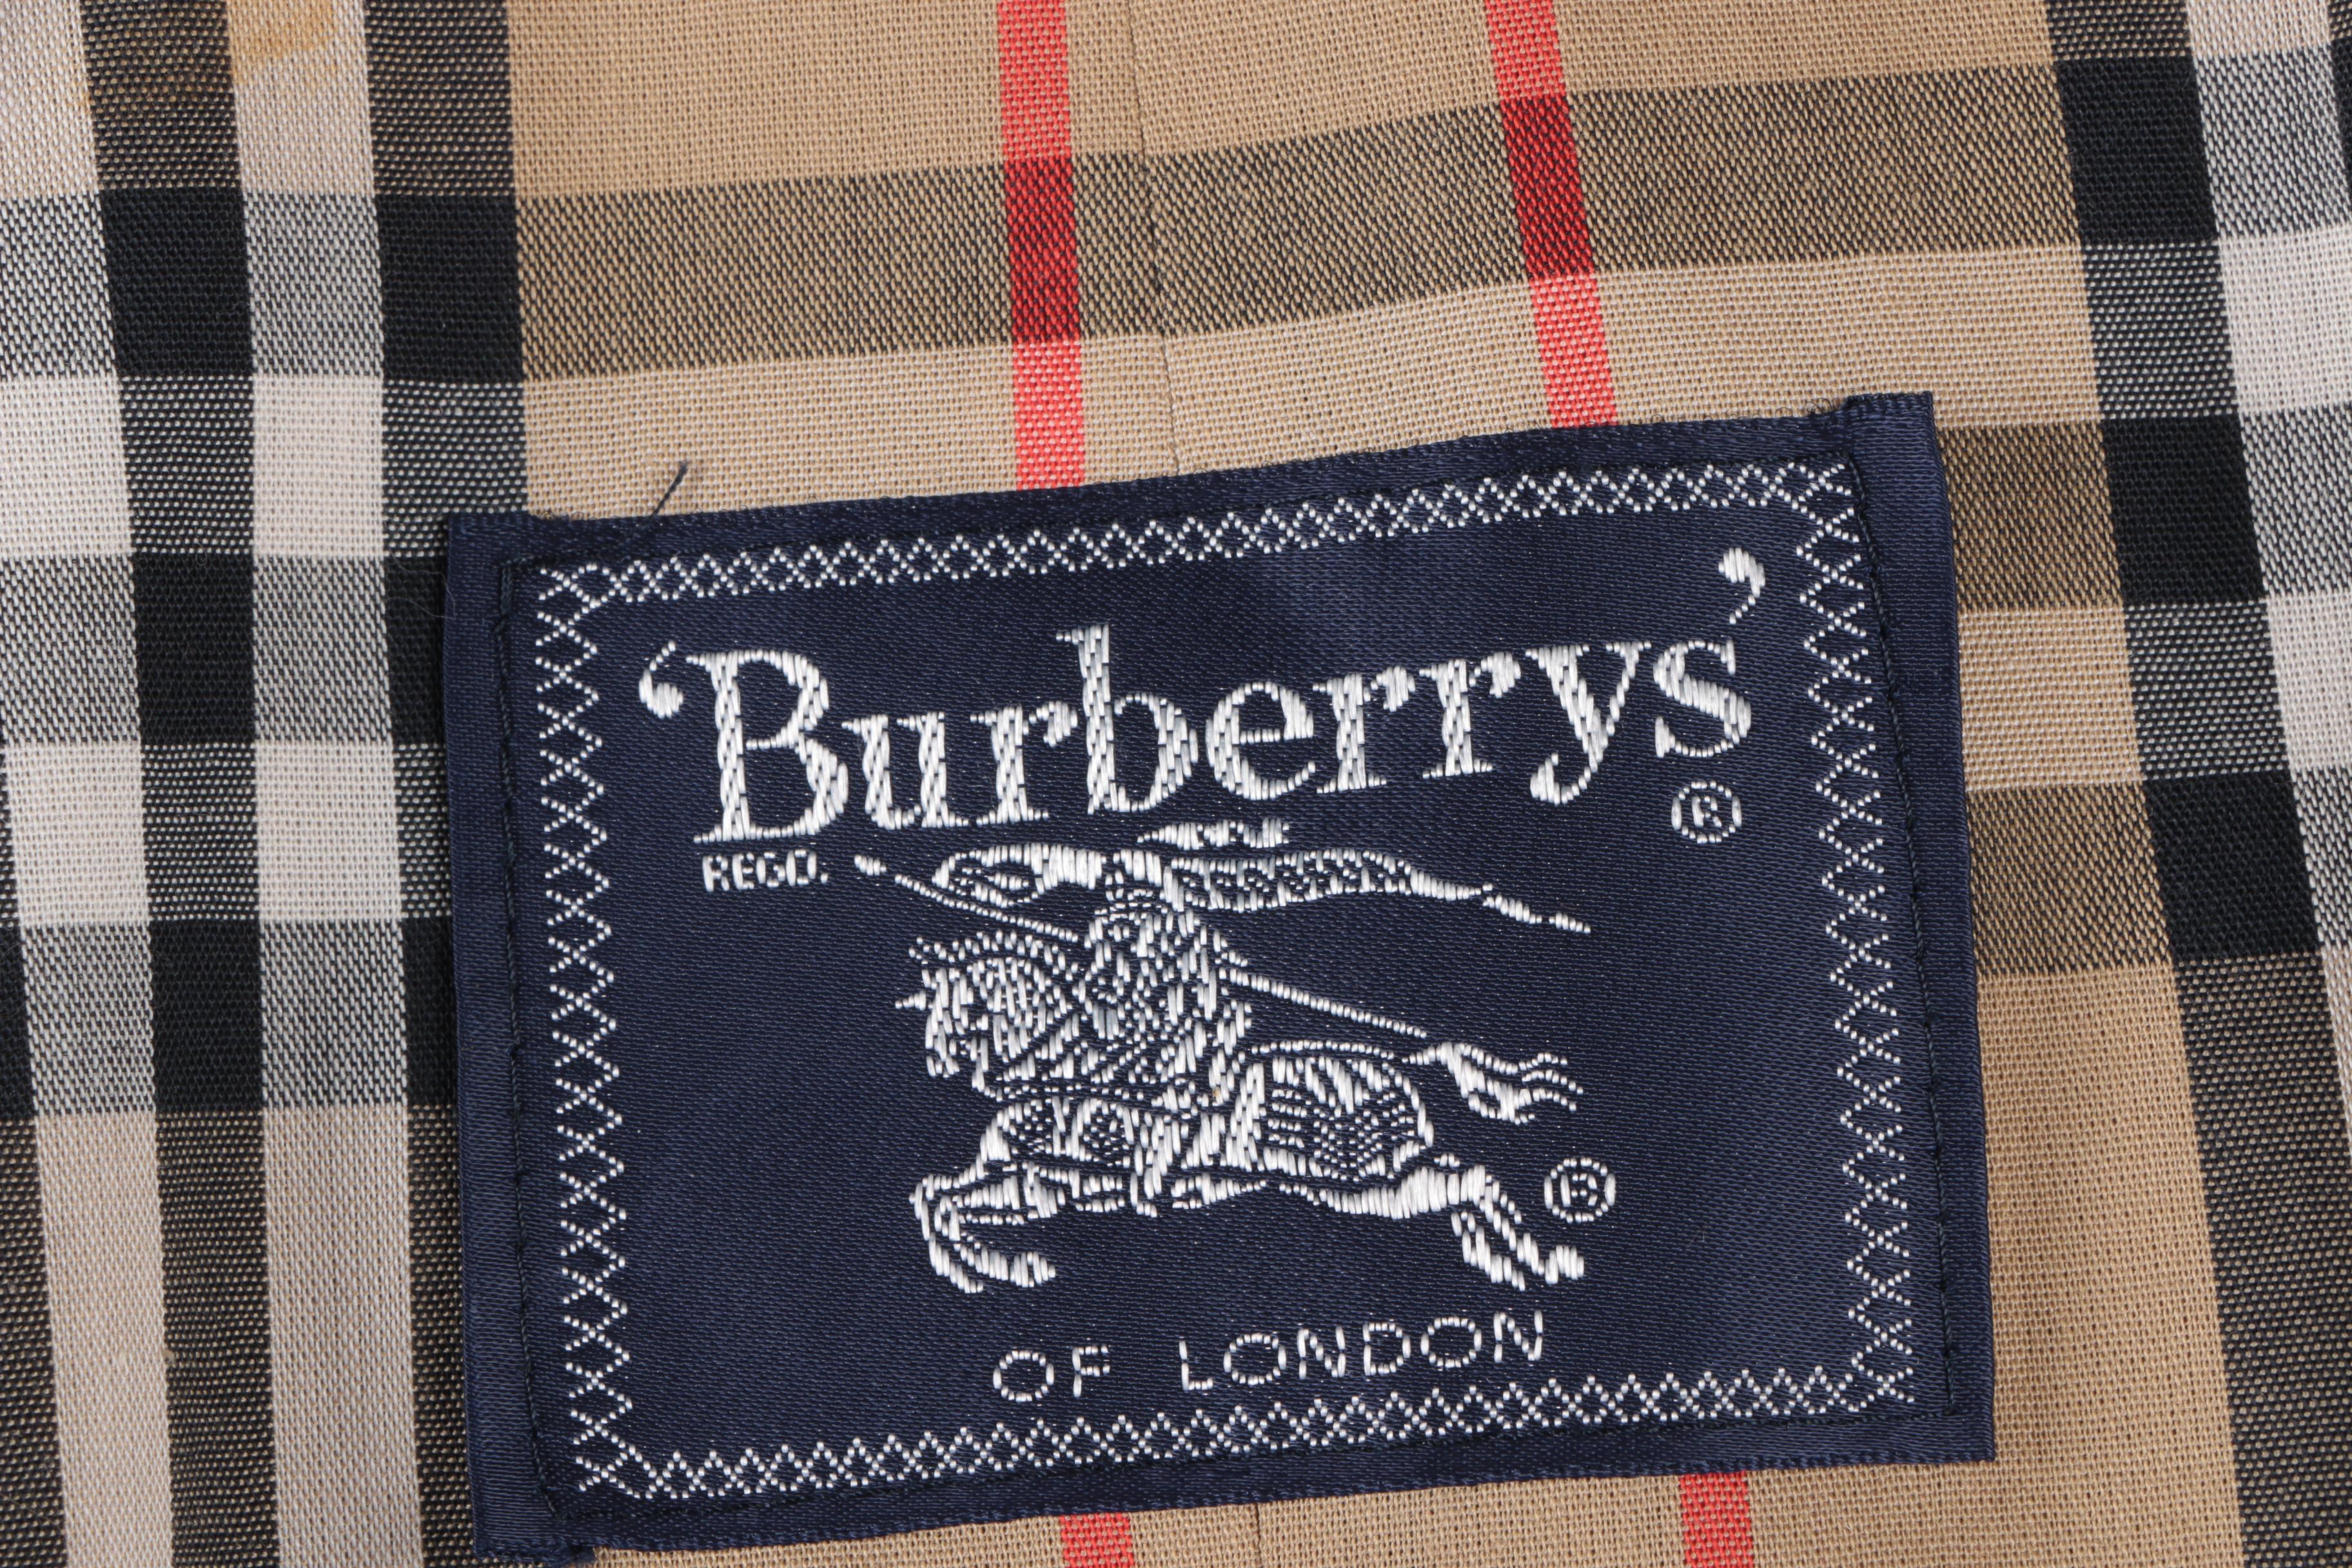 ‘Burberrys’
®
REGD.
®
OF LONDON